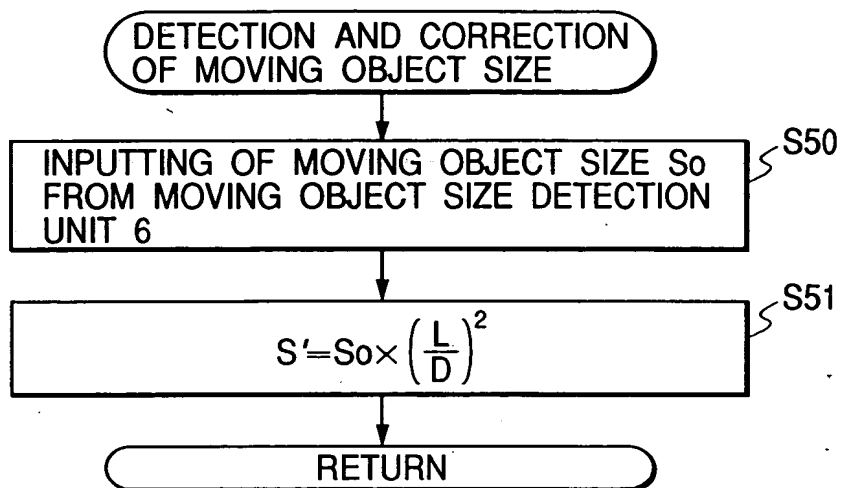 DETECTION AND CORRECTION
OF MOVING OBJECT SIZE
S50
INPUTTING OF MOVING OBJECT SIZE So
FROM MOVING OBJECT SIZE DETECTION
UNIT 6
S51
S'=So×(L/D)²
RETURN